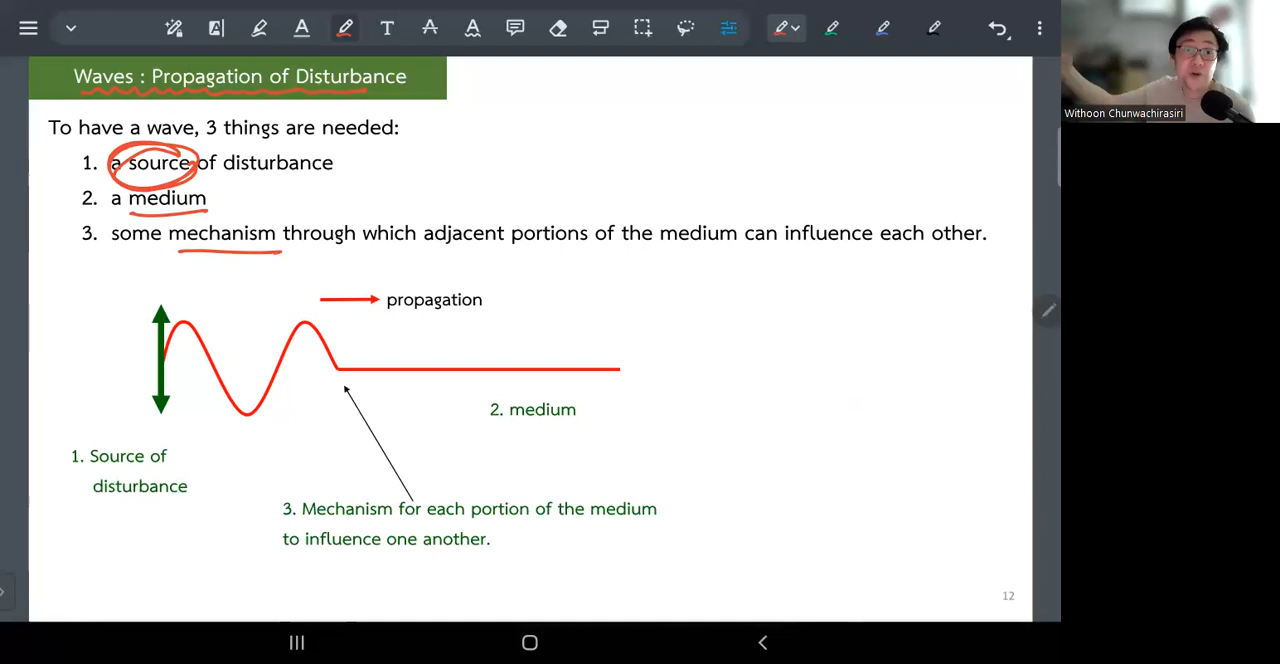 Waves : Propagation of Disturbance
Withoon Chunwachirasiri
To have a wave, 3 things are needed:
1. a source of disturbance
2. a medium
3. some mechanism through which adjacent portions of the medium can influence each other.
propagation
2. medium
1. Source of
disturbance
3. Mechanism for each portion of the medium
to influence one another.
12